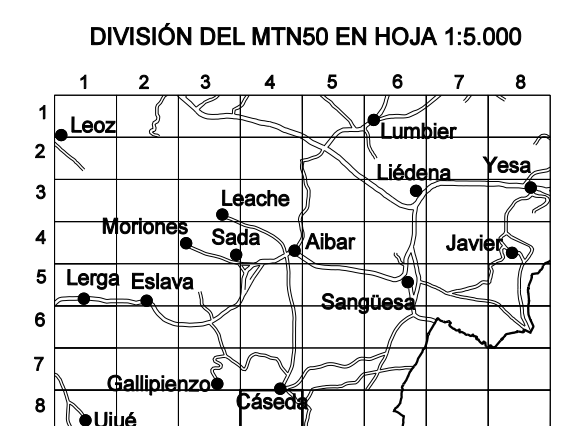 DIVISIÓN DEL MTN50 EN HOJA 1:5.000
1 2 3 4 5 6 7 8
1
Leoz
Lumbier
2
Liédena
Yesa
3
Leache
Moriones
4
Sada
Aibar
Javier
5
Lerga
Eslava
Sangüesa
6
7
Gallipienzo
Cáseda
8
Ujué